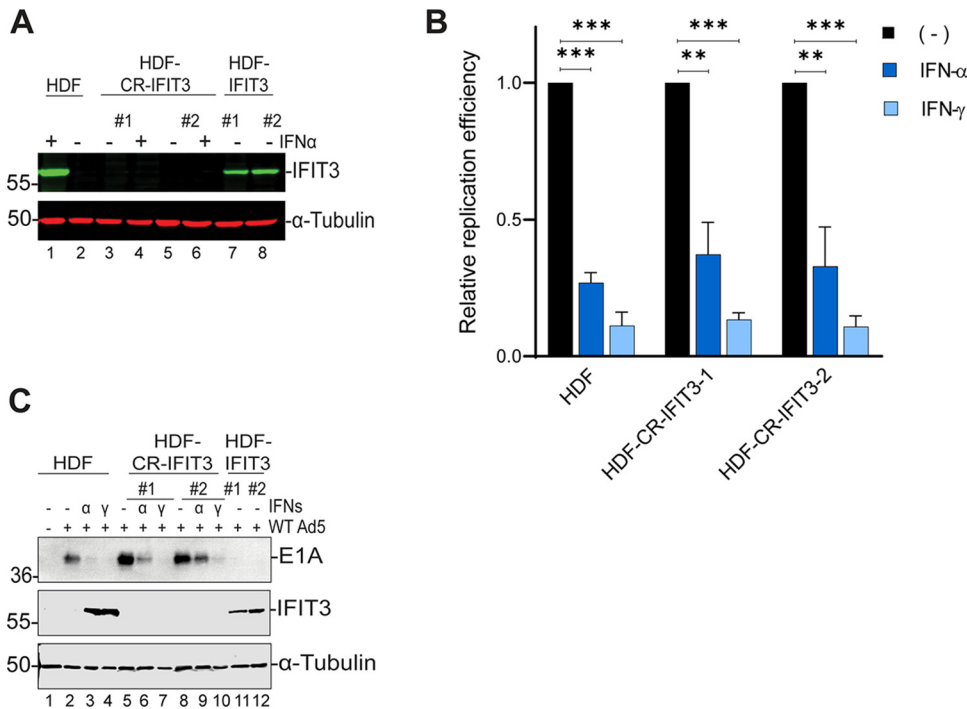 A
HDF HDF-CR-IFIT3 HDF-IFIT3
#1 #2 #1 #2
+ - - + - + - - IFNα
55 -IFIT3
50 -α-Tubulin
1 2 3 4 5 6 7 8
B
*** *** ***
*** ** **
(-)
IFN-α
IFN-γ
Relative replication efficiency
1.0
0.5
0.0
HDF
HDF-CR-IFIT3-1
HDF-CR-IFIT3-2
C
HDF HDF-CR-IFIT3 HDF-IFIT3
#1 #2 #1 #2
- - α γ - α γ - α γ - - IFNs
- + + + + + + + + + + + WT Ad5
36 -E1A
55 -IFIT3
50 -α-Tubulin
1 2 3 4 5 6 7 8 9 10 11 12